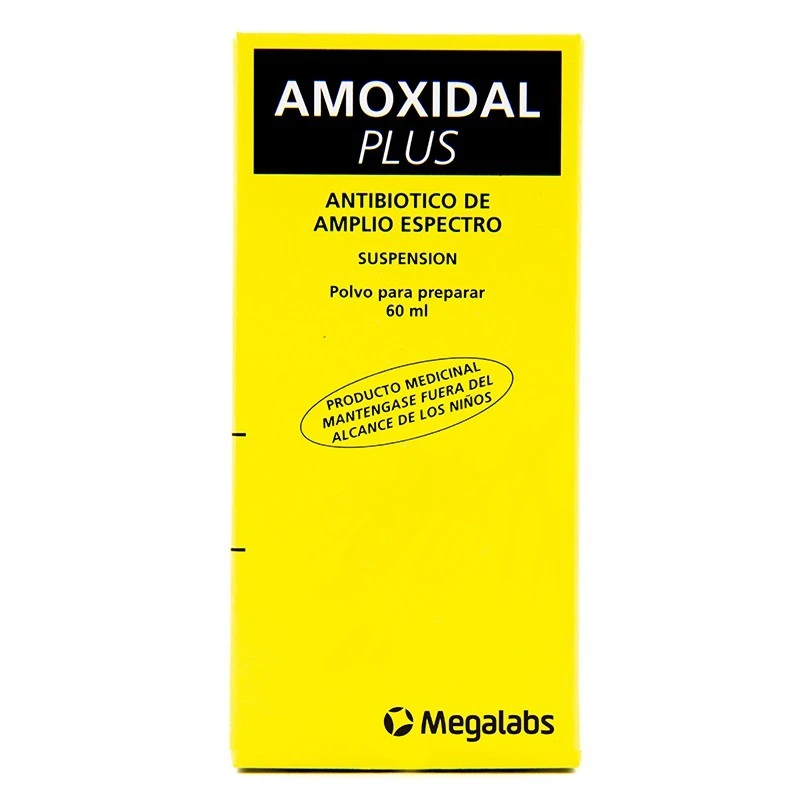 AMOXIDAL
PLUS
ANTIBIOTICO DE
AMPLIO ESPECTRO
SUSPENSION
Polvo para preparar
60 ml
PRODUCTO MEDICINAL
MANTENGASE FUERA DEL
ALCANCE DE LOS NIÑOS
Megalabs